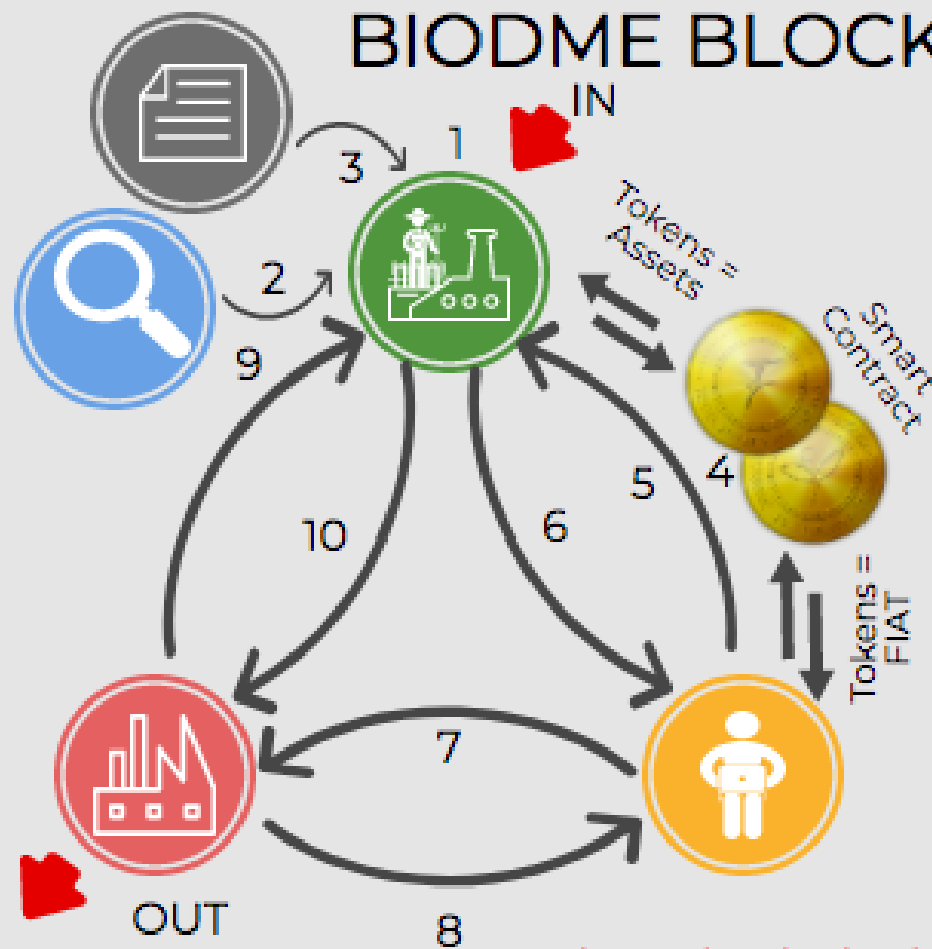 BIODME BLOCK
IN
1
3
2
Tokens =
Assets
Smart
Contract
9
5
4
10
6
Tokens =
FIAT
7
OUT
8